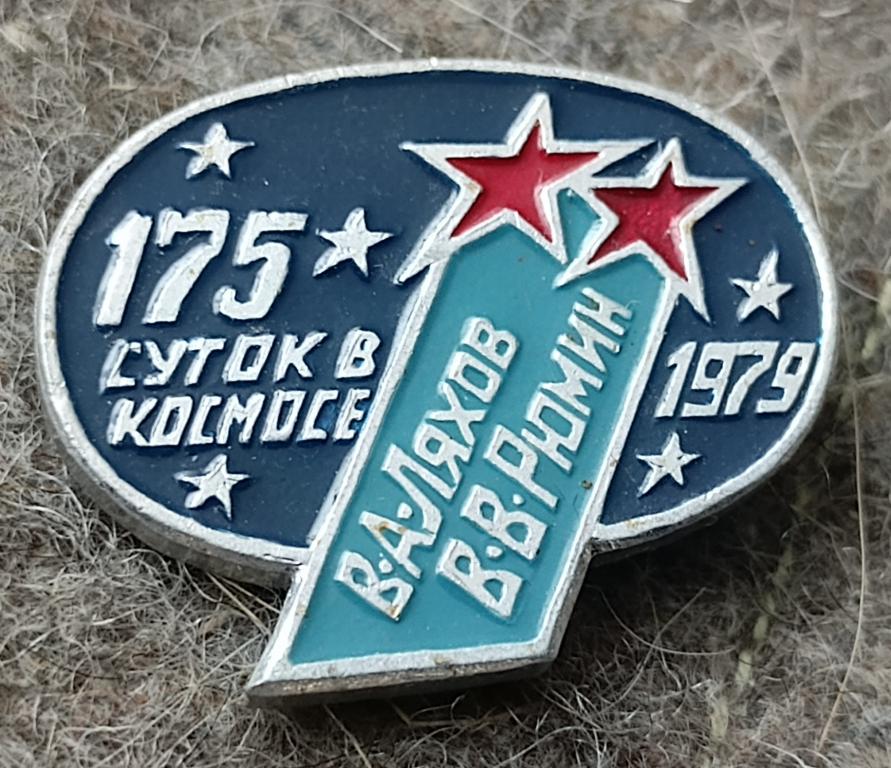 175
СУТОК В
КОСМОСЕ
В.А.ЛЯХОВ
В.В.РЮМИН
1979